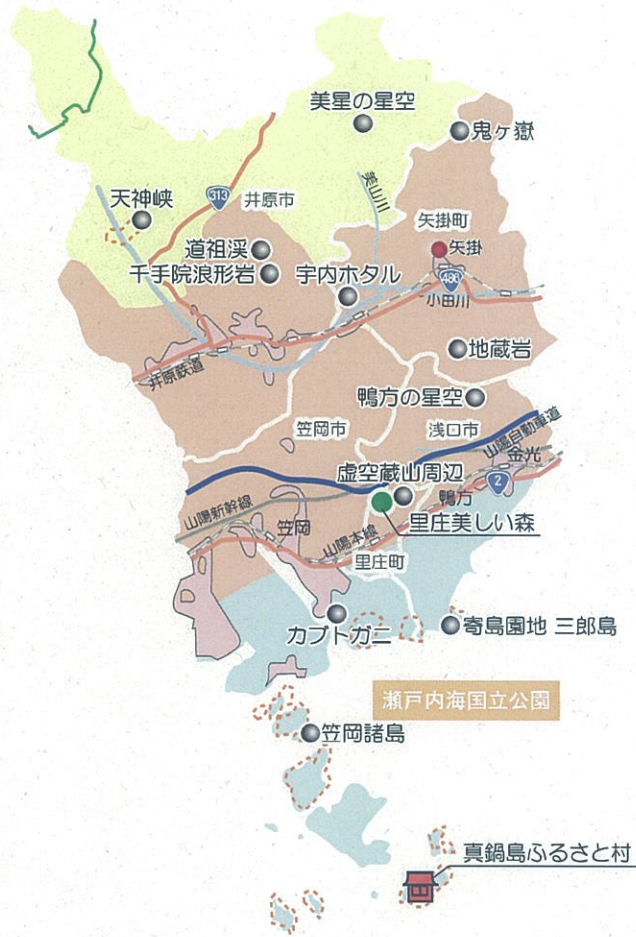 美星の星空
鬼ヶ嶽
天神峡
313
井原市
美山川
矢掛町
矢掛
道祖渓
千手院浪形岩
宇内ホタル
486
小田川
地蔵岩
井原鉄道
鴨方の星空
笠岡市
浅口市
山陽自動車道
金光
虚空蔵山周辺
2
鴨方
山陽新幹線
笠岡
里庄美しい森
山陽本線
里庄町
カブトガニ
寄島園地 三郎島
瀬戸内海国立公園
笠岡諸島
真鍋島ふるさと村